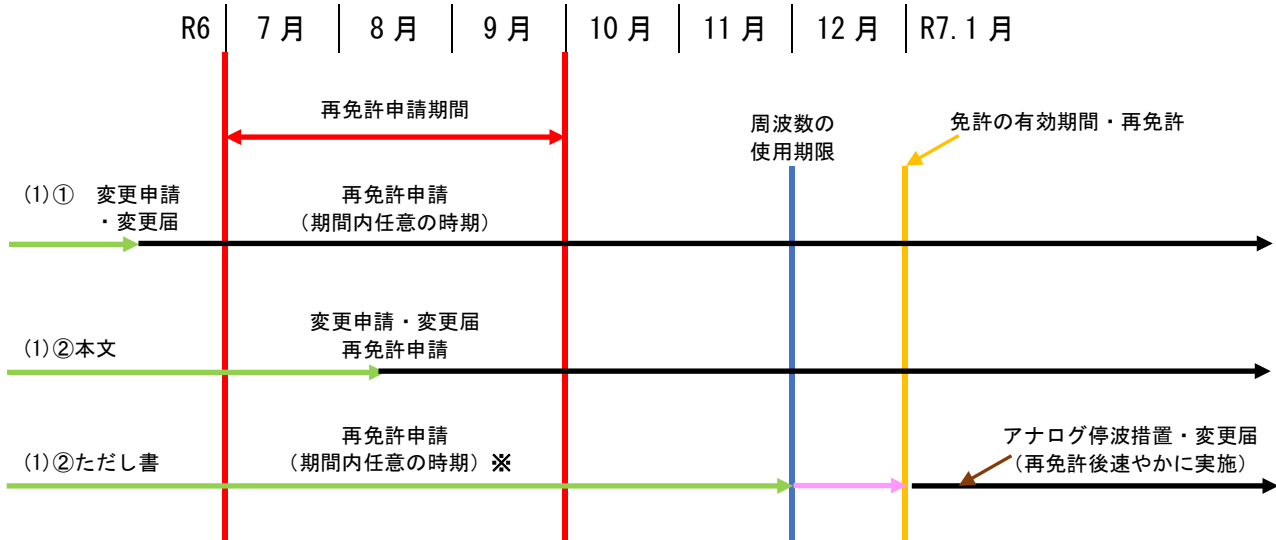 R6 7月 8月 9月 10月 11月 12月 R7.1月
再免許申請期間
周波数の
使用期限
免許の有効期間・再免許
(1)① 変更申請
・変更届
再免許申請
(期間内任意の時期)
変更申請・変更届
(1)②本文
再免許申請
再免許申請
(1)②ただし書
(期間内任意の時期)※
アナログ停波措置・変更届
(再免許後速やかに実施)